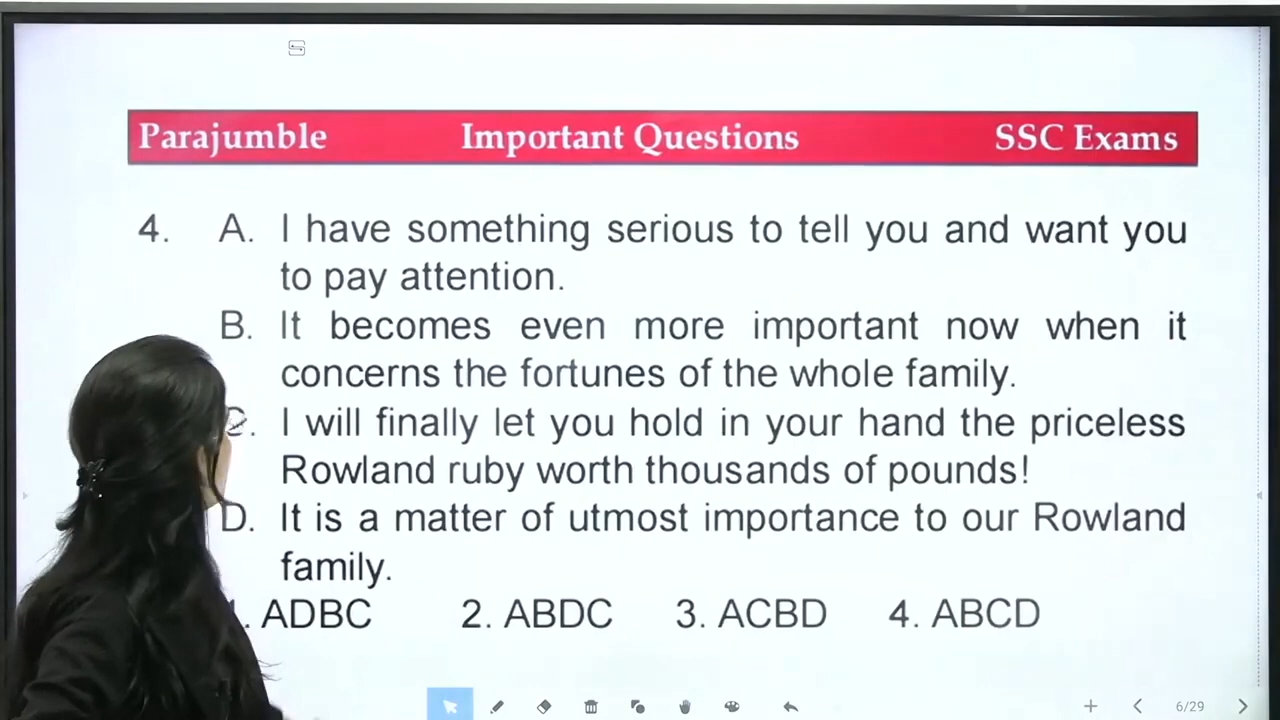 Parajumble Important Questions SSC Exams
4. A. I have something serious to tell you and want you
to pay attention.
B. It becomes even more important now when it
concerns the fortunes of the whole family.
C. I will finally let you hold in your hand the priceless
Rowland ruby worth thousands of pounds!
D. It is a matter of utmost importance to our Rowland
family.
1. ADBC 2. ABDC 3. ACBD 4. ABCD
6/29